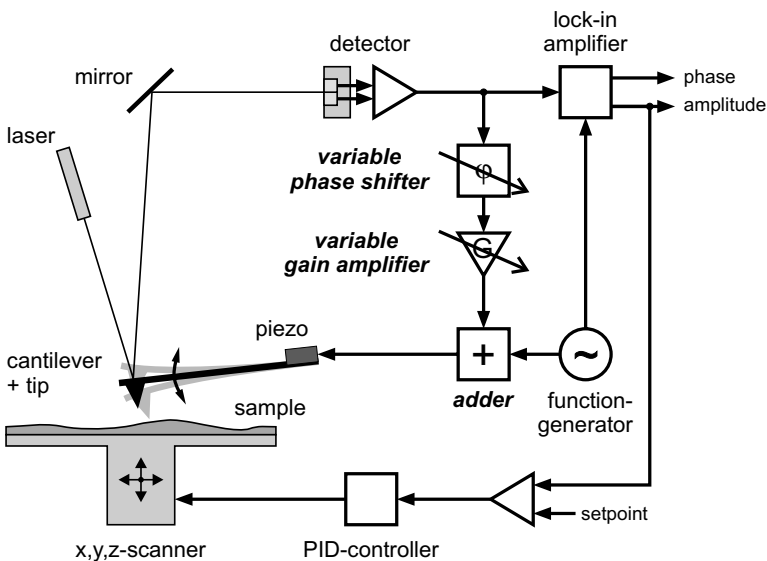 detector
lock-in
amplifier
mirror
phase
amplitude
laser
variable
phase shifter
φ
variable
gain amplifier
G
piezo
cantilever
+ tip
+
~
sample
adder
function-
generator
setpoint
x,y,z-scanner
PID-controller